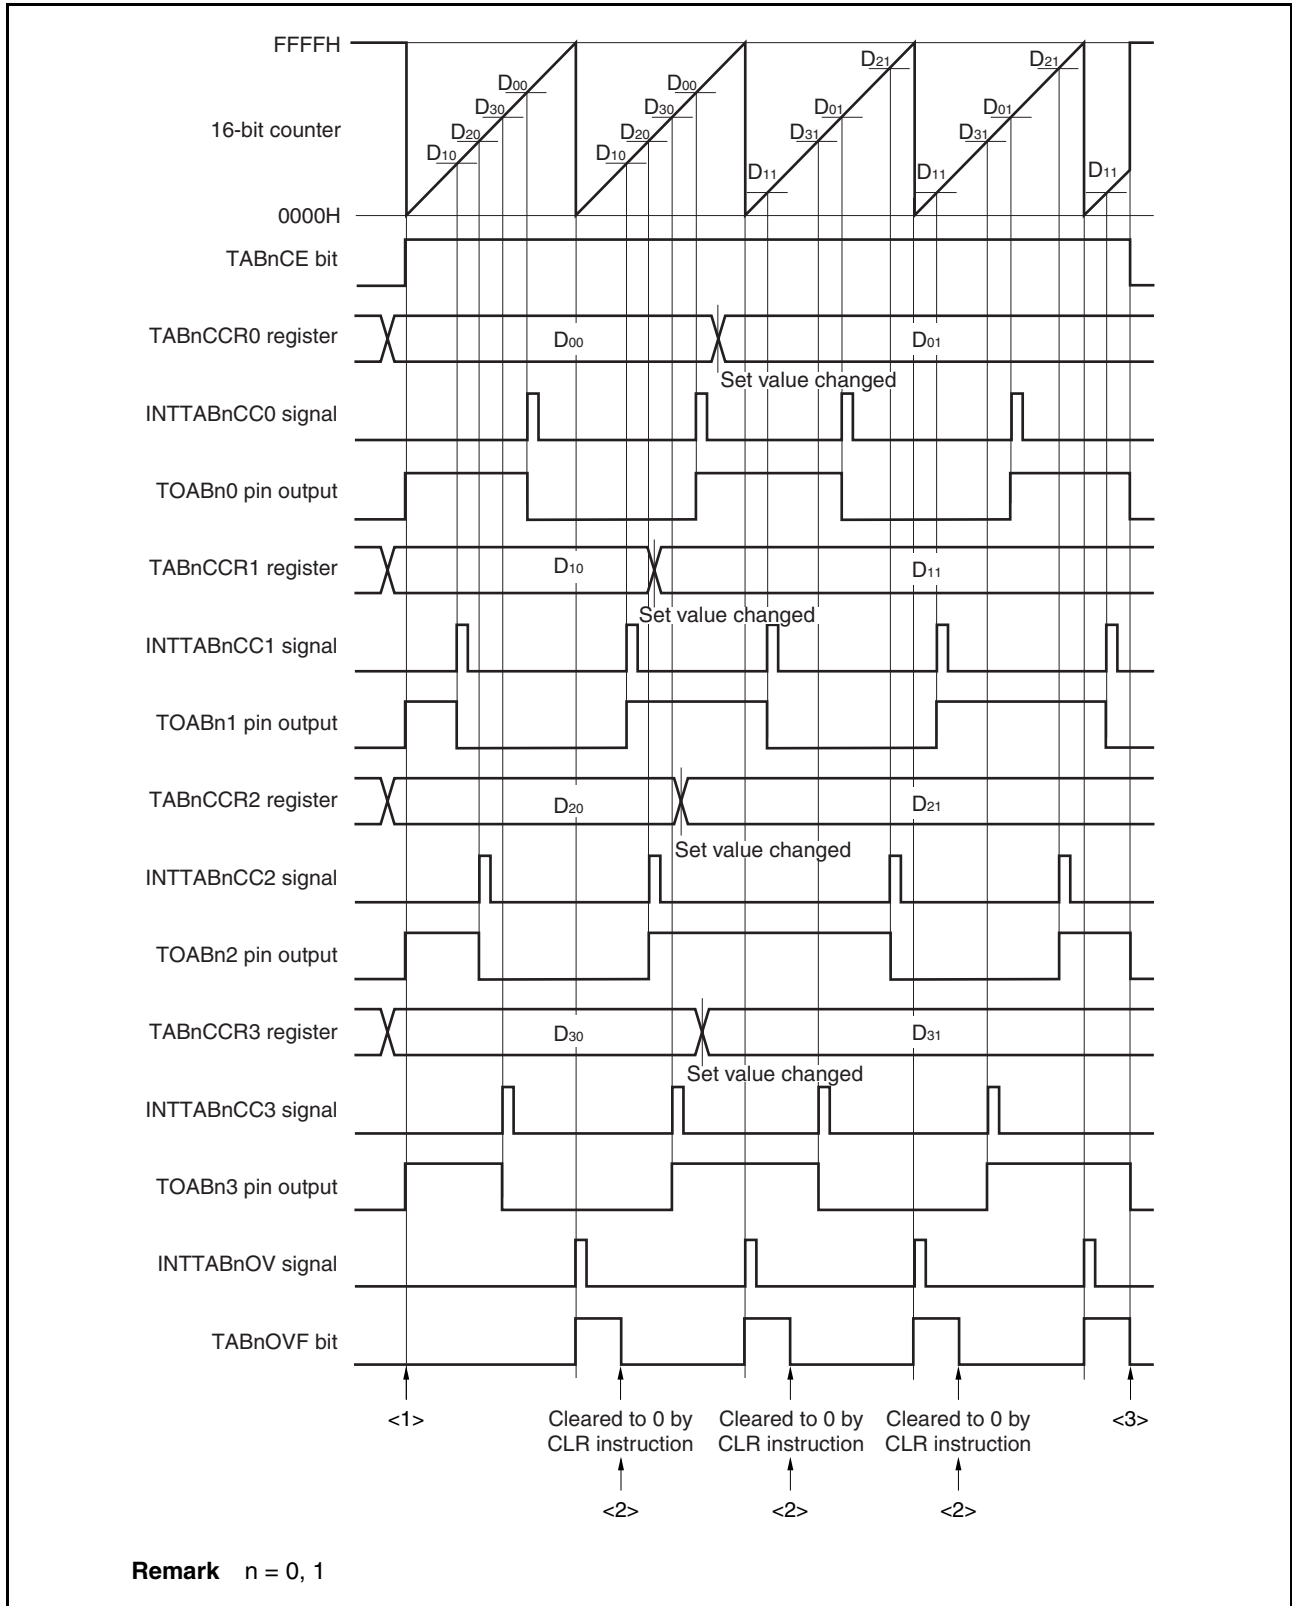 FFFFH
D00 D00 D21 D21
D30 D30 D01 D01
16-bit counter
D20 D20 D31 D31
D10 D10 D11 D11 D11
0000H
TABnCE bit
TABnCCR0 register
D00 D01
Set value changed
INTTABnCC0 signal
TOABn0 pin output
TABnCCR1 register
D10 D11
Set value changed
INTTABnCC1 signal
TOABn1 pin output
TABnCCR2 register
D20 D21
Set value changed
INTTABnCC2 signal
TOABn2 pin output
TABnCCR3 register
D30 D31
Set value changed
INTTABnCC3 signal
TOABn3 pin output
INTTABnOV signal
TABnOVF bit
<1>
Cleared to 0 by
CLR instruction
<2>
Cleared to 0 by
CLR instruction
<2>
Cleared to 0 by
CLR instruction
<2>
<3>
Remark n = 0, 1